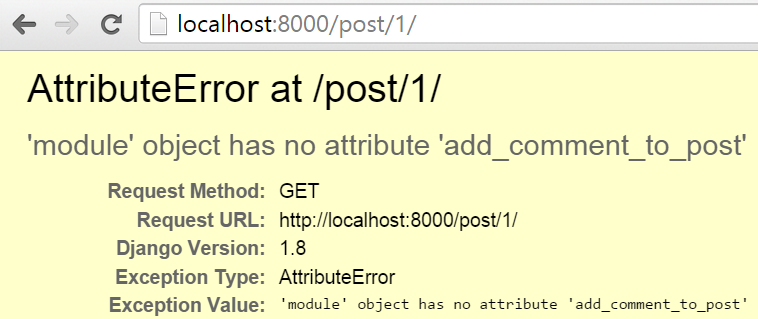 localhost:8000/post/1/
AttributeError at /post/1/
'module' object has no attribute 'add_comment_to_post'
Request Method: GET
Request URL: http://localhost:8000/post/1/
Django Version: 1.8
Exception Type: AttributeError
Exception Value: 'module' object has no attribute 'add_comment_to_post'